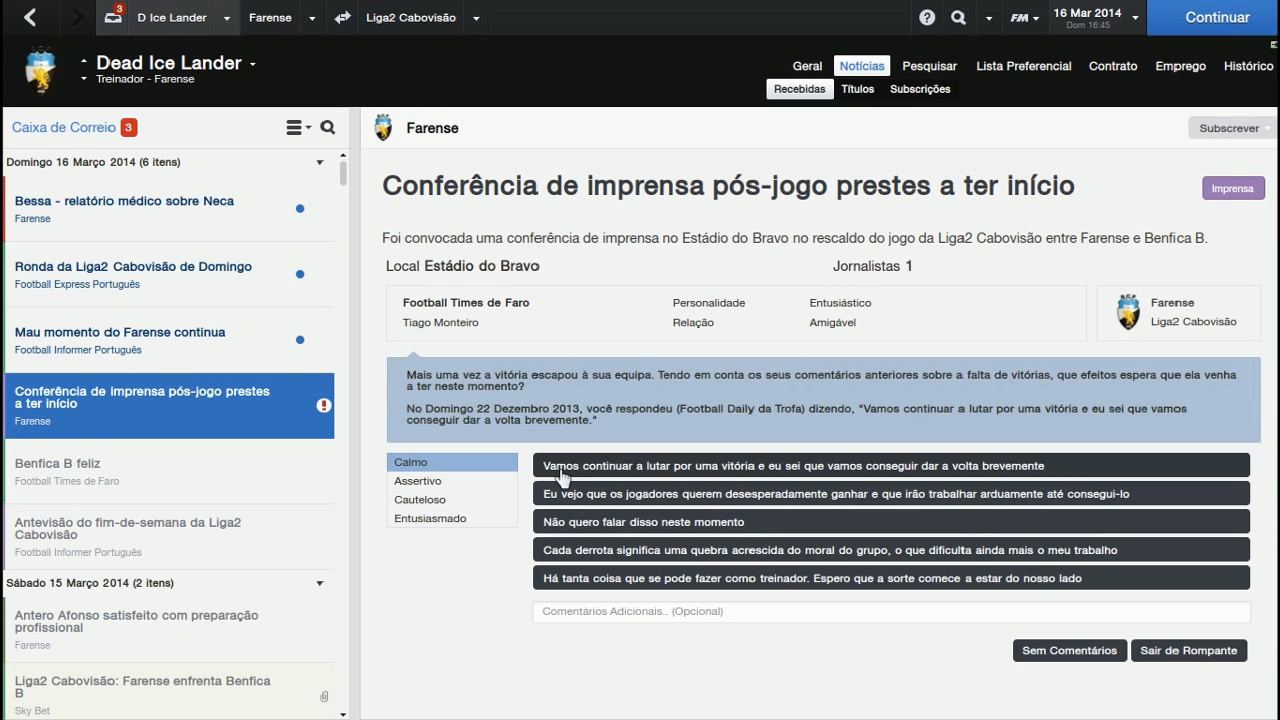 3
D Ice Lander
Farense
Liga2 Cabovisão
?
FM
16 Mar 2014
Dom 16:45
Continuar
Dead Ice Lander
Treinador - Farense
Geral
Notícias
Pesquisar
Lista Preferencial
Contrato
Emprego
Histórico
Recebidas
Títulos
Subscrições
Caixa de Correio 3
Domingo 16 Março 2014 (6 itens)
Bessa - relatório médico sobre Neca
Farense
Ronda da Liga2 Cabovisão de Domingo
Football Express Português
Mau momento do Farense continua
Football Informer Português
Conferência de imprensa pós-jogo prestes
a ter início
Farense
Benfica B feliz
Football Times de Faro
Antevisão do fim-de-semana da Liga2
Cabovisão
Football Informer Português
Sábado 15 Março 2014 (2 itens)
Antero Afonso satisfeito com preparação
profissional
Farense
Liga2 Cabovisão: Farense enfrenta Benfica
B
Sky Bet
Farense
Subscrever
Conferência de imprensa pós-jogo prestes a ter início
Imprensa
Foi convocada uma conferência de imprensa no Estádio do Bravo no rescaldo do jogo da Liga2 Cabovisão entre Farense e Benfica B.
Local Estádio do Bravo
Jornalistas 1
Football Times de Faro
Personalidade
Entusiástico
Tiago Monteiro
Relação
Amigável
Farense
Liga2 Cabovisão
Mais uma vez a vitória escapou à sua equipa. Tendo em conta os seus comentários anteriores sobre a falta de vitórias, que efeitos espera que ela venha
a ter neste momento?
No Domingo 22 Dezembro 2013, você respondeu (Football Daily da Trofa) dizendo, "Vamos continuar a lutar por uma vitória e eu sei que vamos
conseguir dar a volta brevemente."
Calmo
Assertivo
Cauteloso
Entusiasmado
Vamos continuar a lutar por uma vitória e eu sei que vamos conseguir dar a volta brevemente
Eu vejo que os jogadores querem desesperadamente ganhar e que irão trabalhar arduamente até consegui-lo
Não quero falar disso neste momento
Cada derrota significa uma quebra acrescida do moral do grupo, o que dificulta ainda mais o meu trabalho
Há tanta coisa que se pode fazer como treinador. Espero que a sorte comece a estar do nosso lado
Comentários Adicionais.. (Opcional)
Sem Comentários
Sair de Rompante